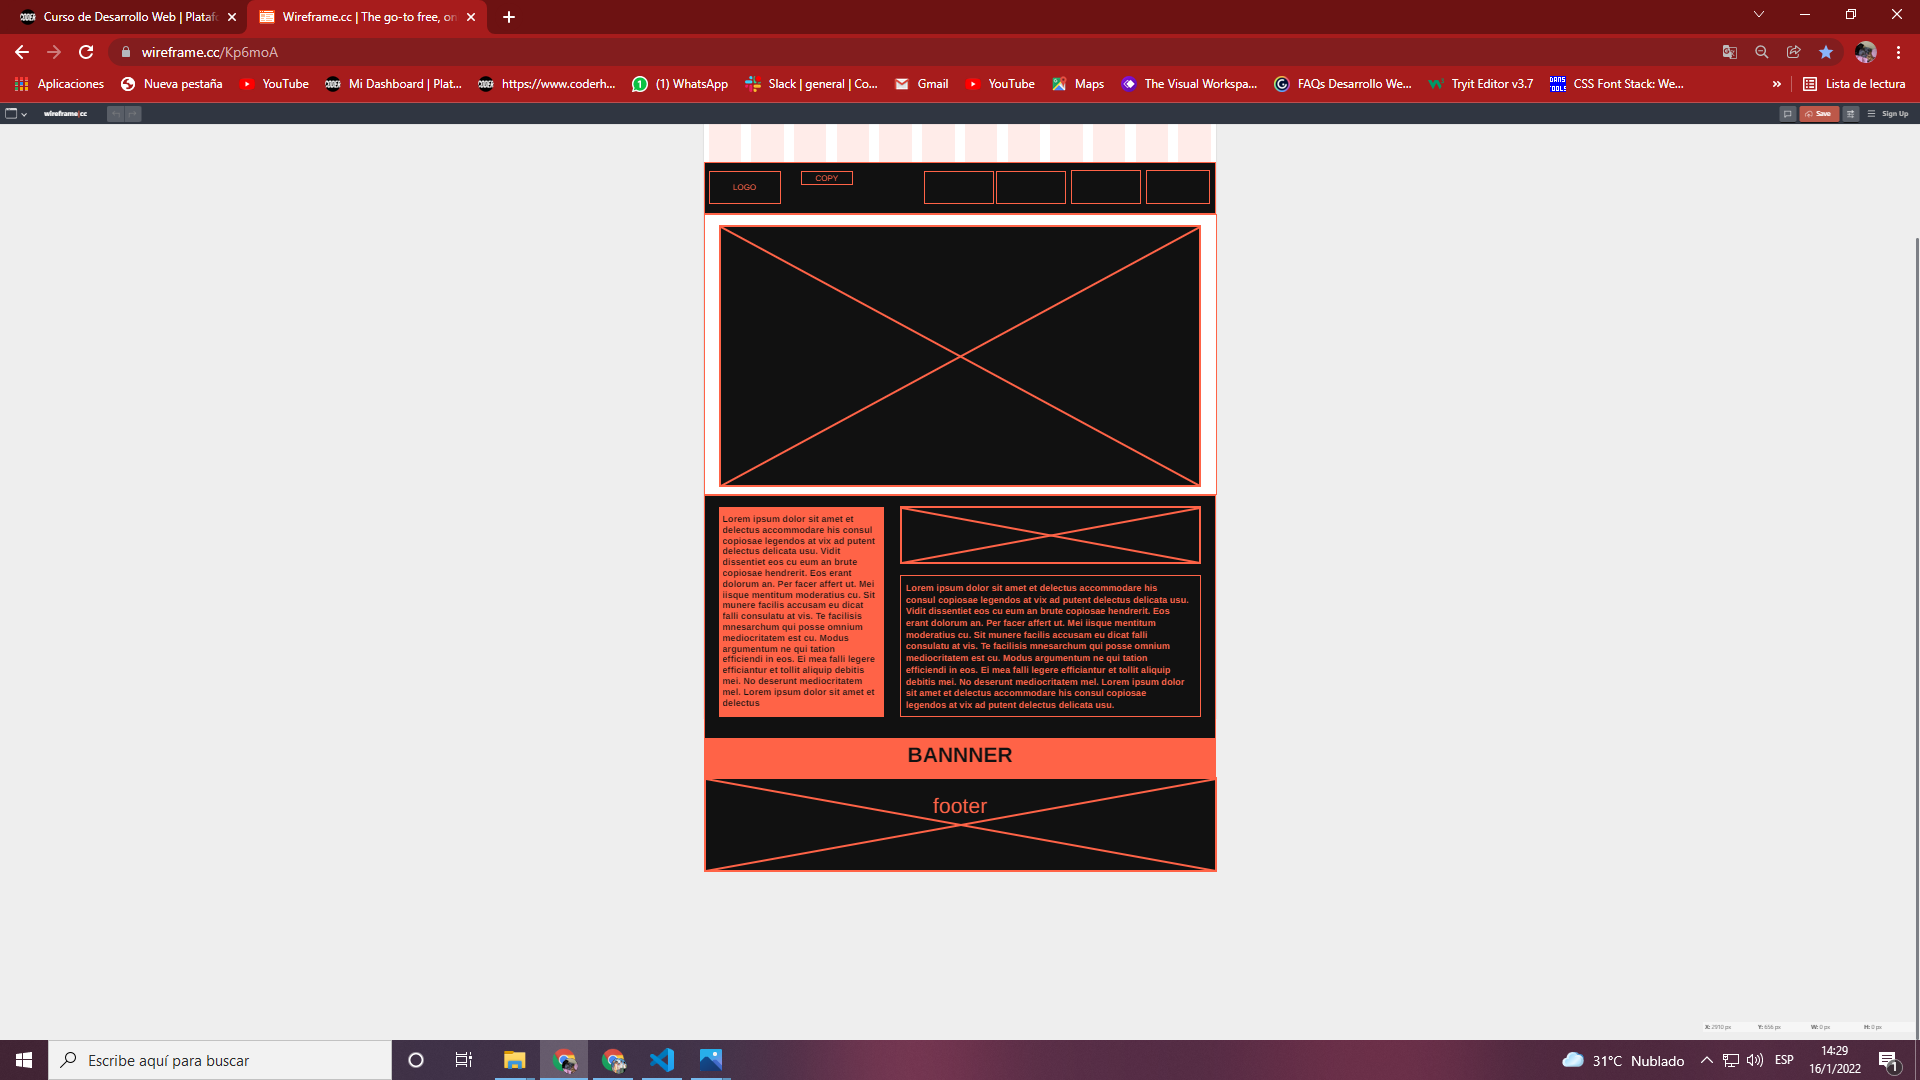 Curso de Desarrollo Web | Plataf
Wireframe.cc | The go-to free, on
wireframe.cc/Kp6moA
Aplicaciones
Nueva pestaña
YouTube
Mi Dashboard | Plat...
https://www.coderh...
(1) WhatsApp
Slack | general | Co...
Gmail
YouTube
Maps
The Visual Workspa...
FAQs Desarrollo We...
Tryit Editor v3.7
CSS Font Stack: We...
»
Lista de lectura
wireframe|cc
Save
Sign Up
LOGO
COPY
Lorem ipsum dolor sit amet et
delectus accommodare his consul
copiosae legendos at vix ad putent
delectus delicata usu. Vidit
dissentiet eos cu eum an brute
copiosae hendrerit. Eos erant
dolorum an. Per facer affert ut. Mei
iisque mentitum moderatius cu. Sit
munere facilis accusam eu dicat
falli consulatu at vis. Te facilisis
mnesarchum qui posse omnium
mediocritatem est cu. Modus
argumentum ne qui tation
efficiendi in eos. Ei mea falli legere
efficiantur et tollit aliquip debitis
mei. No deserunt mediocritatem
mel. Lorem ipsum dolor sit amet et
delectus
Lorem ipsum dolor sit amet et delectus accommodare his
consul copiosae legendos at vix ad putent delectus delicata usu.
Vidit dissentiet eos cu eum an brute copiosae hendrerit. Eos
erant dolorum an. Per facer affert ut. Mei iisque mentitum
moderatius cu. Sit munere facilis accusam eu dicat falli
consulatu at vis. Te facilisis mnesarchum qui posse omnium
mediocritatem est cu. Modus argumentum ne qui tation
efficiendi in eos. Ei mea falli legere efficiantur et tollit aliquip
debitis mei. No deserunt mediocritatem mel. Lorem ipsum dolor
sit amet et delectus accommodare his consul copiosae
legendos at vix ad putent delectus delicata usu.
BANNNER
footer
X: 2910 px Y: 656 px W: 0 px H: 0 px
Escribe aquí para buscar
31°C Nublado
ESP
14:29
16/1/2022
1